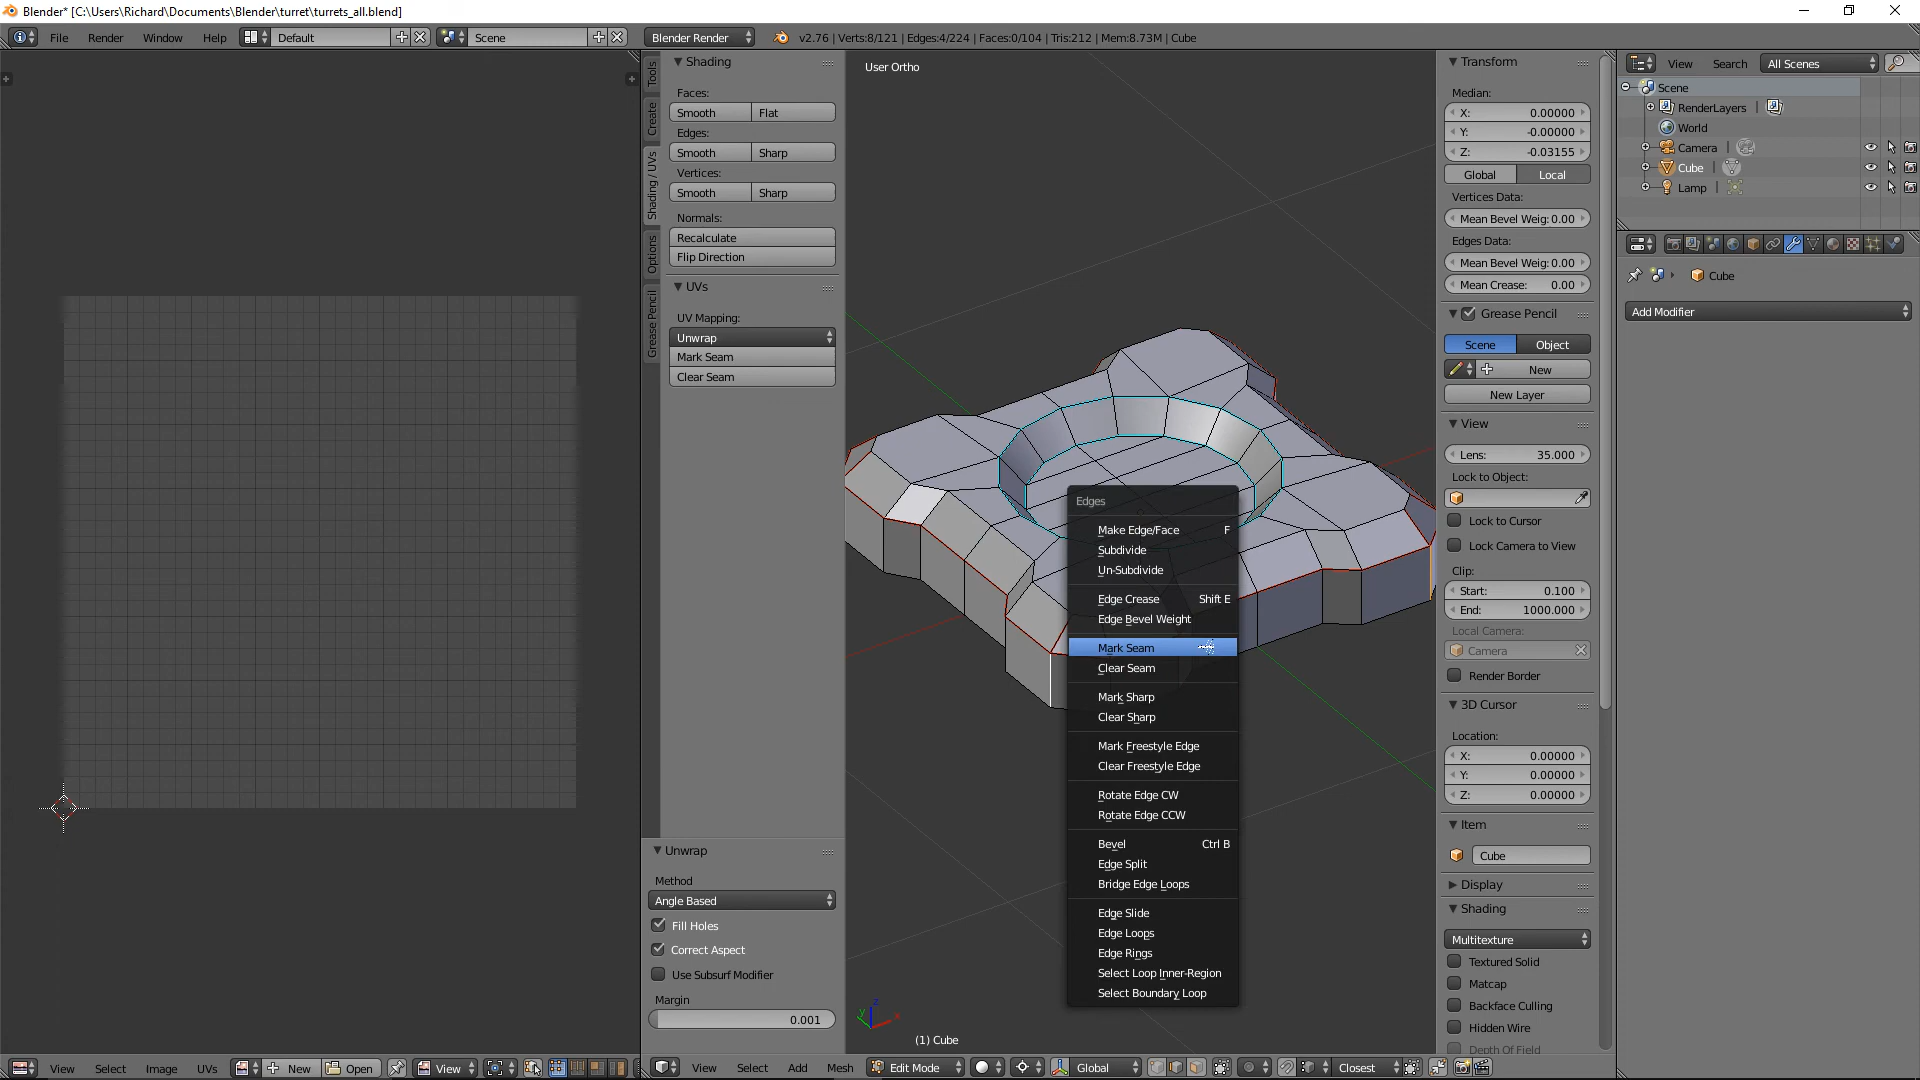 Blender* [C:\Users\Richard\Documents\Blender\turret\turrets_all.blend]
File Render Window Help Default Scene Blender Render v2.76 | Verts:8/121 | Edges:4/224 | Faces:0/104 | Tris:212 | Mem:8.73M | Cube
Tools
Create
Shading / UVs
Options
Grease Pencil
Shading
Faces:
Smooth Flat
Edges:
Smooth Sharp
Vertices:
Smooth Sharp
Normals:
Recalculate
Flip Direction
UVs
UV Mapping:
Unwrap
Mark Seam
Clear Seam
Unwrap
Method
Angle Based
Fill Holes
Correct Aspect
Use Subsurf Modifier
Margin
0.001
User Ortho
Edges
Make Edge/Face F
Subdivide
Un-Subdivide
Edge Crease Shift E
Edge Bevel Weight
Mark Seam
Clear Seam
Mark Sharp
Clear Sharp
Mark Freestyle Edge
Clear Freestyle Edge
Rotate Edge CW
Rotate Edge CCW
Bevel Ctrl B
Edge Split
Bridge Edge Loops
Edge Slide
Edge Loops
Edge Rings
Select Loop Inner-Region
Select Boundary Loop
z
y
x
(1) Cube
Transform
Median:
X: 0.00000
Y: -0.00000
Z: -0.03155
Global Local
Vertices Data:
Mean Bevel Weig: 0.00
Edges Data:
Mean Bevel Weig: 0.00
Mean Crease: 0.00
Grease Pencil
Scene Object
New
New Layer
View
Lens: 35.000
Lock to Object:
Lock to Cursor
Lock Camera to View
Clip:
Start: 0.100
End: 1000.000
Local Camera:
Camera
Render Border
3D Cursor
Location:
X: 0.00000
Y: 0.00000
Z: 0.00000
Item
Cube
Display
Shading
Multitexture
Textured Solid
Matcap
Backface Culling
Hidden Wire
Depth Of Field
View Search All Scenes
Scene
RenderLayers
World
Camera
Cube
Lamp
Cube
Add Modifier
View Select Image UVs New Open View
View Select Add Mesh Edit Mode Global Closest